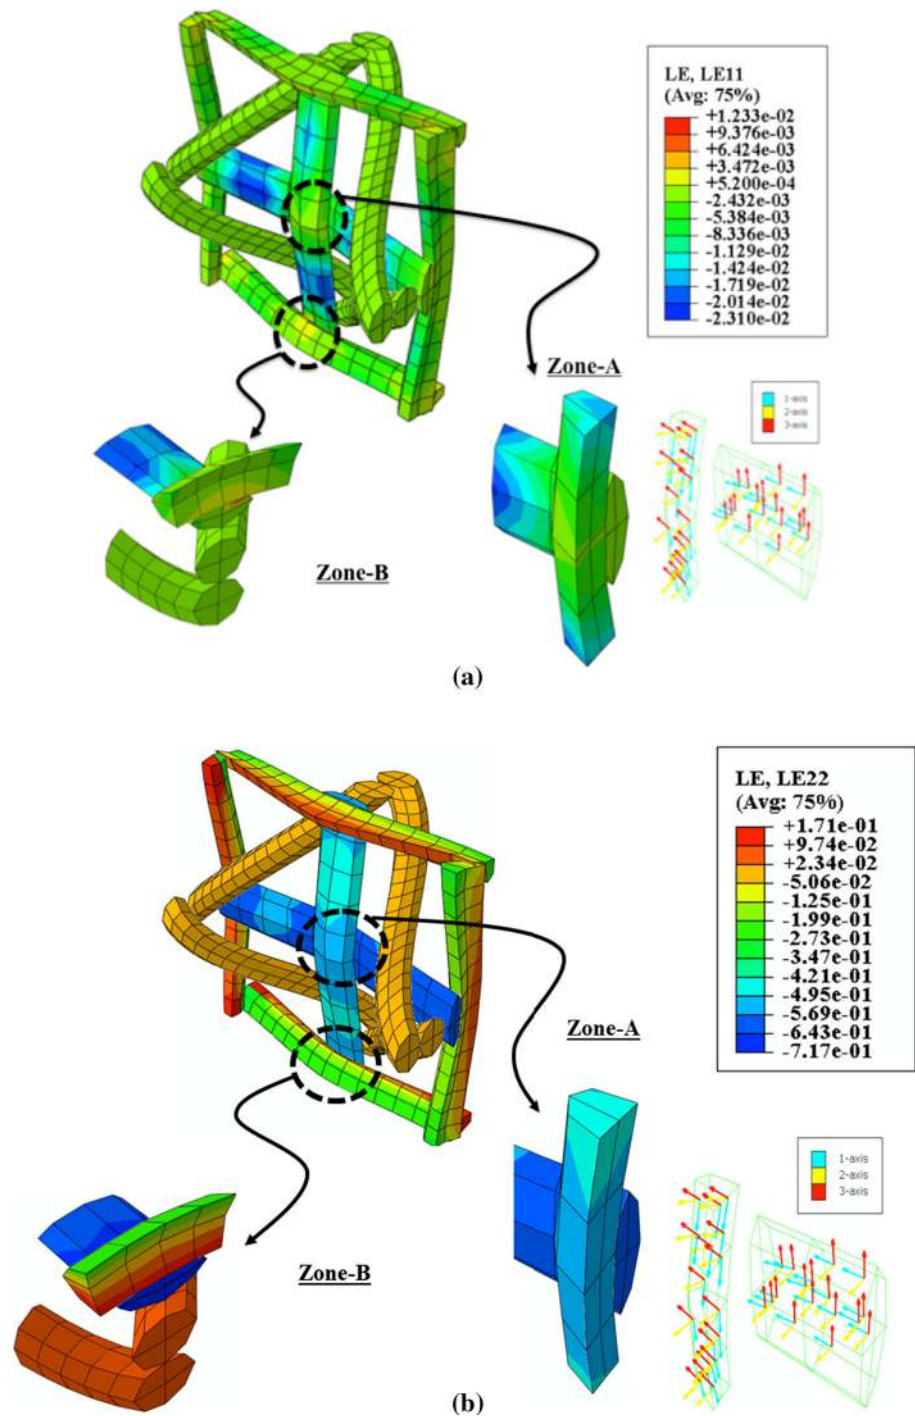 (a)
LE, LE11
(Avg: 75%)
+1.233e-02
+9.376e-03
+6.424e-03
+3.472e-03
+5.200e-04
-2.432e-03
-5.384e-03
-8.336e-03
-1.129e-02
-1.424e-02
-1.719e-02
-2.014e-02
-2.310e-02
Zone-A
1-axis
2-axis
3-axis
Zone-B
(a)
LE, LE22
(Avg: 75%)
+1.71e-01
+9.74e-02
+2.34e-02
-5.06e-02
-1.25e-01
-1.99e-01
-2.73e-01
-3.47e-01
-4.21e-01
-4.95e-01
-5.69e-01
-6.43e-01
-7.17e-01
Zone-A
1-axis
2-axis
3-axis
Zone-B
(b)